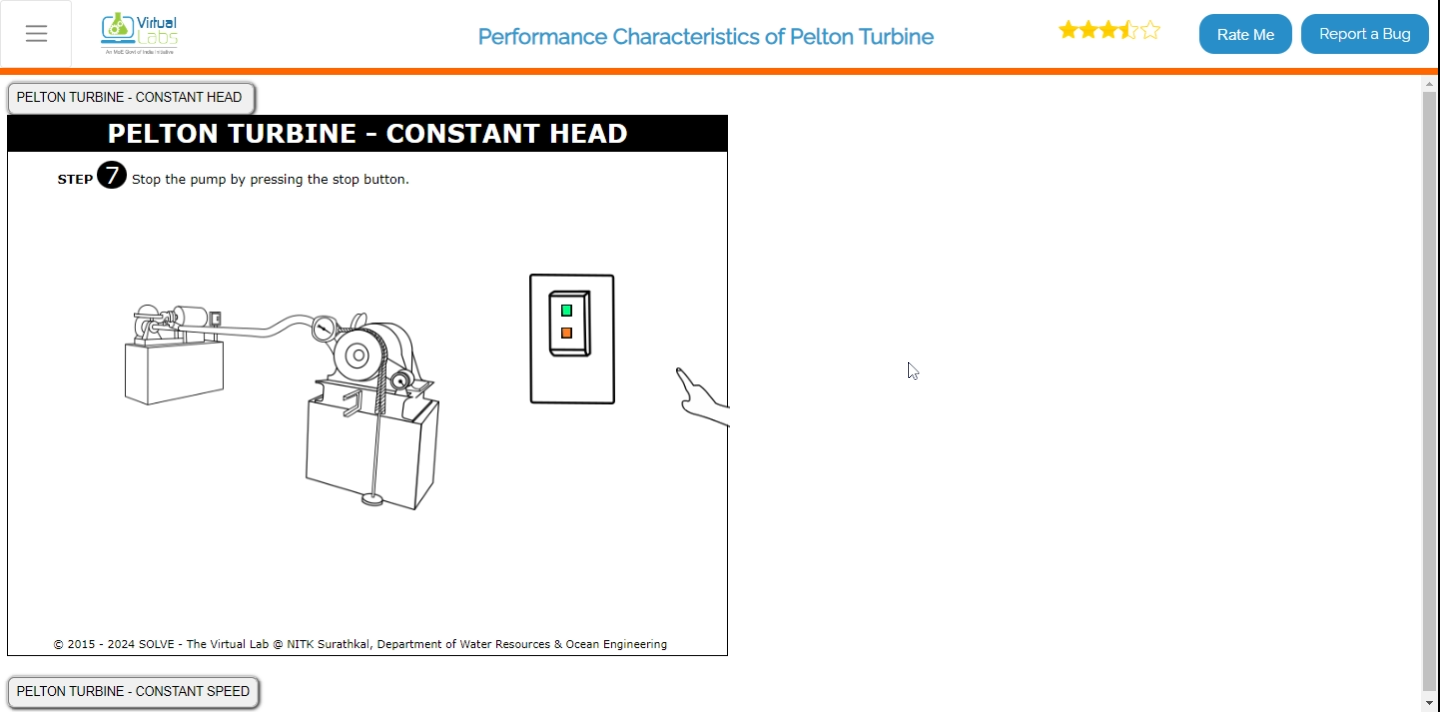 Virtual
Labs
An MoE Govt of India Initiative
Performance Characteristics of Pelton Turbine
Rate Me
Report a Bug
PELTON TURBINE - CONSTANT HEAD
PELTON TURBINE - CONSTANT HEAD
STEP 7 Stop the pump by pressing the stop button.
© 2015 - 2024 SOLVE - The Virtual Lab @ NITK Surathkal, Department of Water Resources & Ocean Engineering
PELTON TURBINE - CONSTANT SPEED